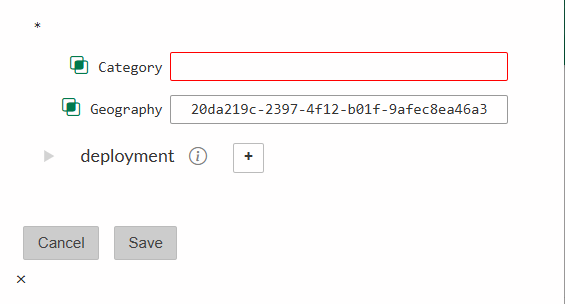 *
Category
Geography 20da219c-2397-4f12-b01f-9afec8ea46a3
deployment i +
Cancel Save
×